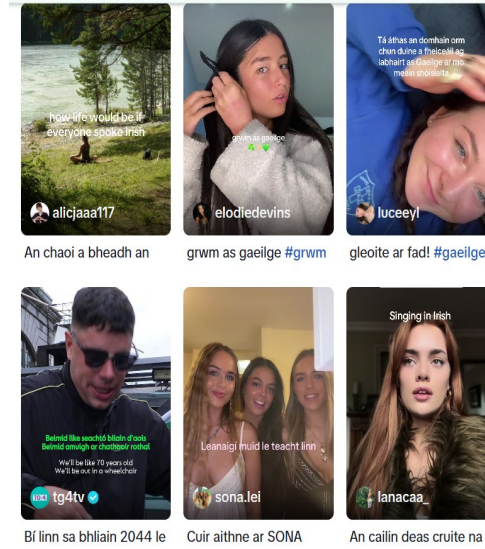 how life would be if
everyone spoke Irish
alicjaaa117
An chaoi a bheadh an
grwm as gaeilge
elodiedevins
grwm as gaeilge #grwm
Tá áthas an domhain orm
chun duine a fheiceáil ag
labhairt as Gaeilge ar mo
meáin shóisialta
luceeyl
gleoite ar fad! #gaeilge
Beimid like seachtó bliain d'aois
Beimid amuigh ar chathaoir rothaí
We'll be like 70 years old
We'll be out in a wheelchair
TG4
tg4tv
Bí linn sa bhliain 2044 le
Leanaigí muid le teacht linn
sona.lei
Cuir aithne ar SONA
Singing in Irish
lanacaa_
An cailin deas cruite na